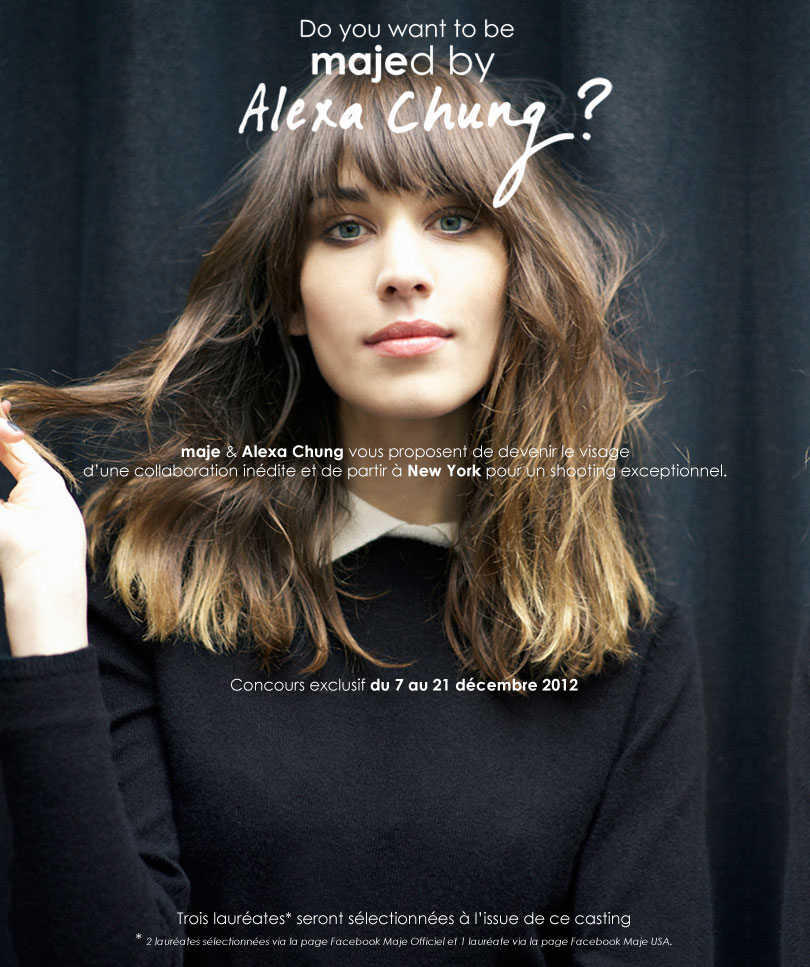 Do you want to be
majed by
Alexa Chung ?
maje & Alexa Chung vous proposent de devenir le visage
d'une collaboration inédite et de partir à New York pour un shooting exceptionnel.
Concours exclusif du 7 au 21 décembre 2012
Trois lauréates* seront sélectionnées à l'issue de ce casting
* 2 lauréates sélectionnées via la page Facebook Maje Officiel et 1 lauréate via la page Facebook Maje USA.